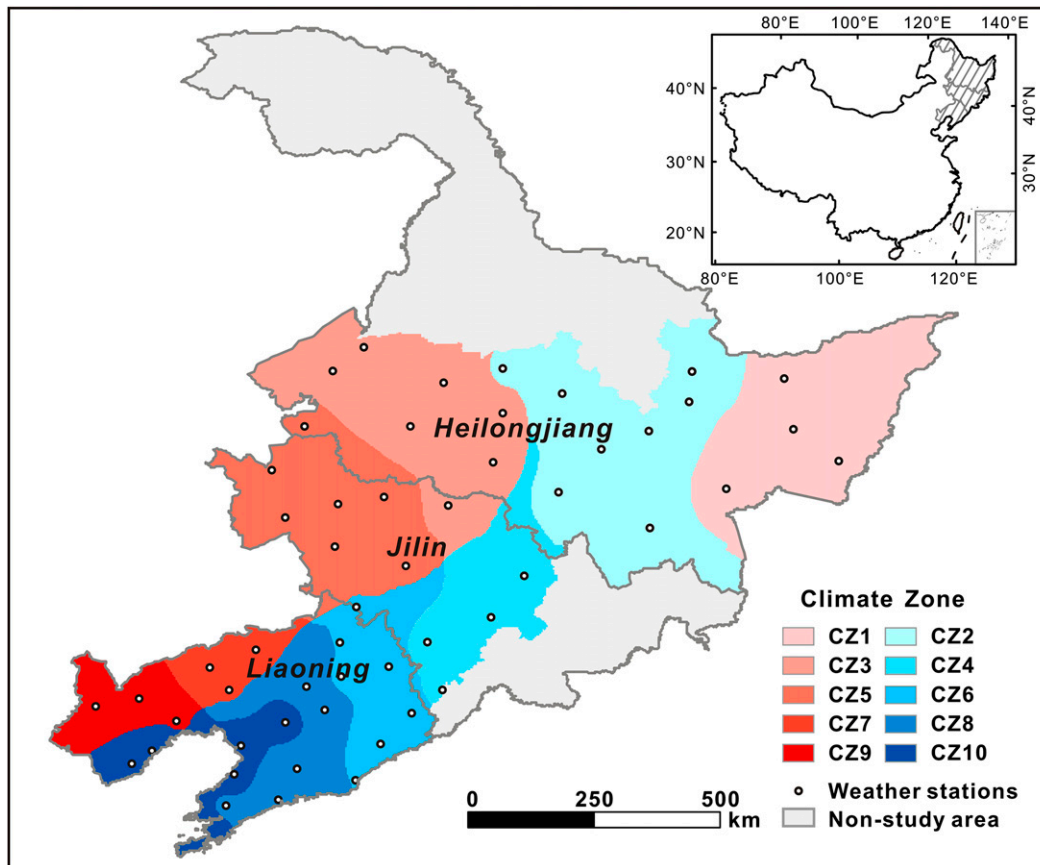 80°E 100°E 120°E 140°E
40°N
40°N
30°N
30°N
20°N
80°E 100°E 120°E
Heilongjiang
Jilin
Liaoning
Climate Zone
CZ1 CZ2
CZ3 CZ4
CZ5 CZ6
CZ7 CZ8
CZ9 CZ10
Weather stations
Non-study area
0 250 500
km